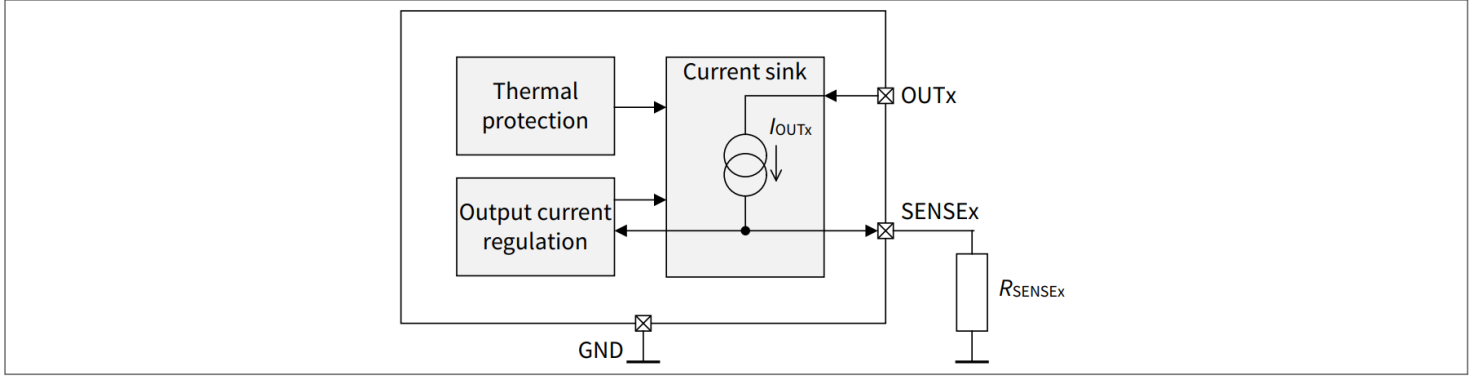 Thermal
protection
Current sink
OUTx
IOUTx
Output current
regulation
SENSEx
RSENSEx
GND